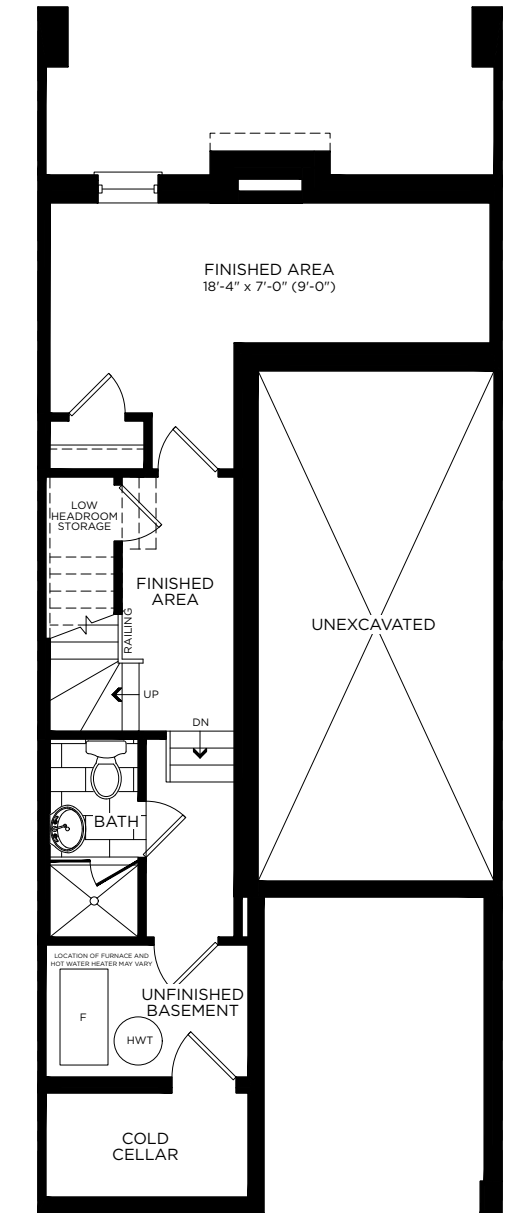 FINISHED AREA
18'-4" x 7'-0" (9'-0")
LOW
HEADROOM
STORAGE
FINISHED
AREA
RAILING
UNEXCAVATED
UP
DN
BATH
LOCATION OF FURNACE AND
HOT WATER HEATER MAY VARY
UNFINISHED
BASEMENT
F
HWT
COLD
CELLAR